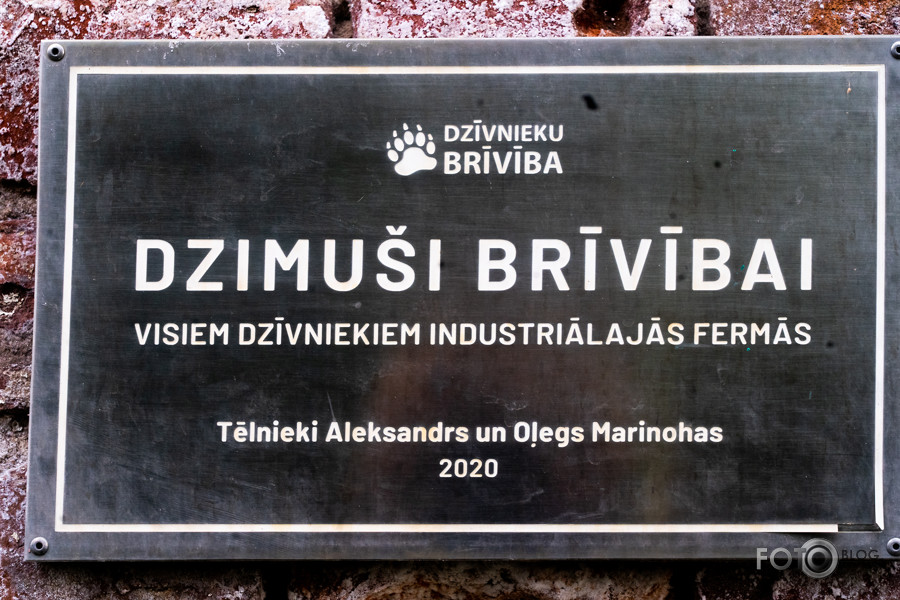 DZĪVNIEKU
BRĪVĪBA
DZIMUŠI BRĪVĪBAI
VISIEM DZĪVNIEKIEM INDUSTRIĀLAJĀS FERMĀS
Tēlnieki Aleksandrs un Oļegs Marinohas
2020
FOTO BLOG